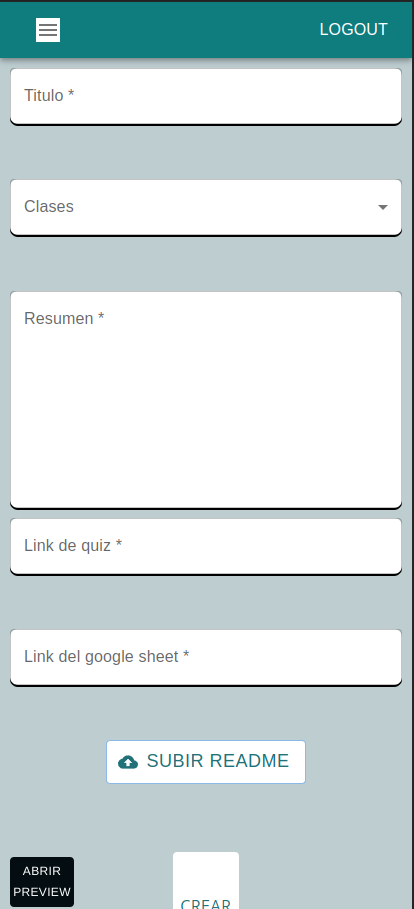 LOGOUT
Titulo *
Clases
Resumen *
Link de quiz *
Link del google sheet *
SUBIR README
ABRIR
PREVIEW
CREAR